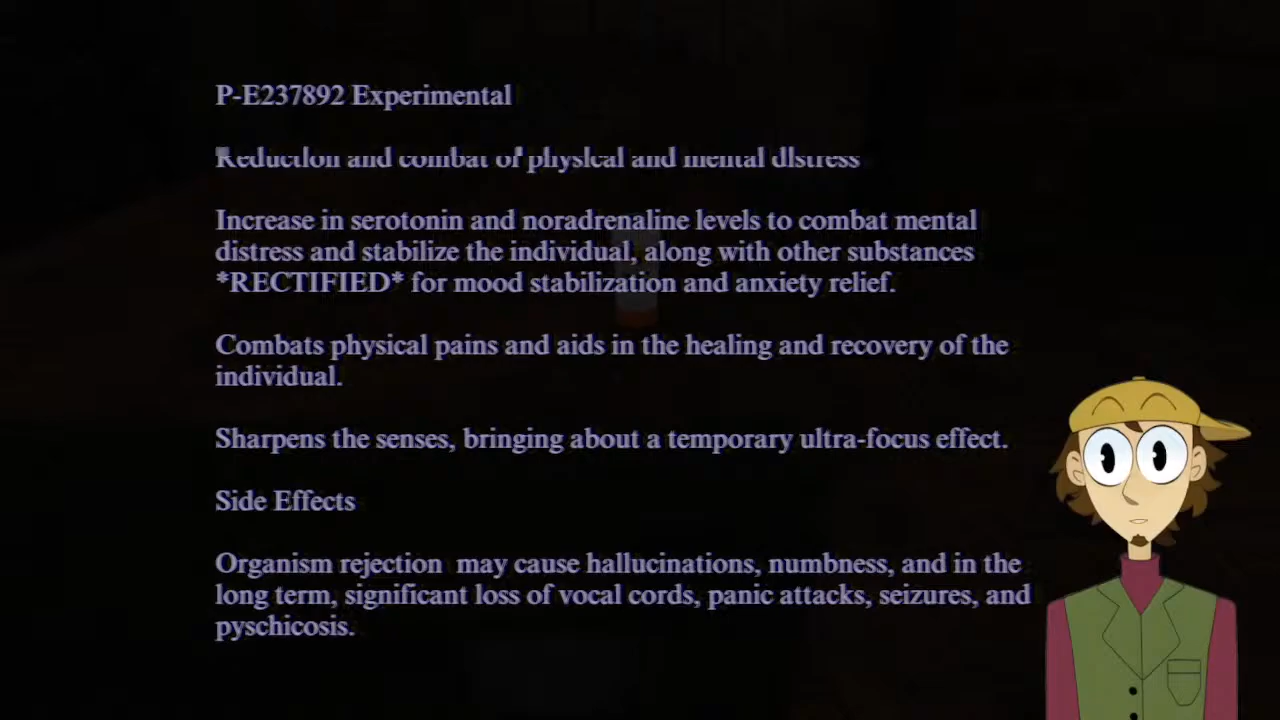 P-E237892 Experimental
Reduction and combat of physical and mental distress
Increase in serotonin and noradrenaline levels to combat mental
distress and stabilize the individual, along with other substances
*RECTIFIED* for mood stabilization and anxiety relief.
Combats physical pains and aids in the healing and recovery of the
individual.
Sharpens the senses, bringing about a temporary ultra-focus effect.
Side Effects
Organism rejection  may cause hallucinations, numbness, and in the
long term, significant loss of vocal cords, panic attacks, seizures, and
pyschicosis.